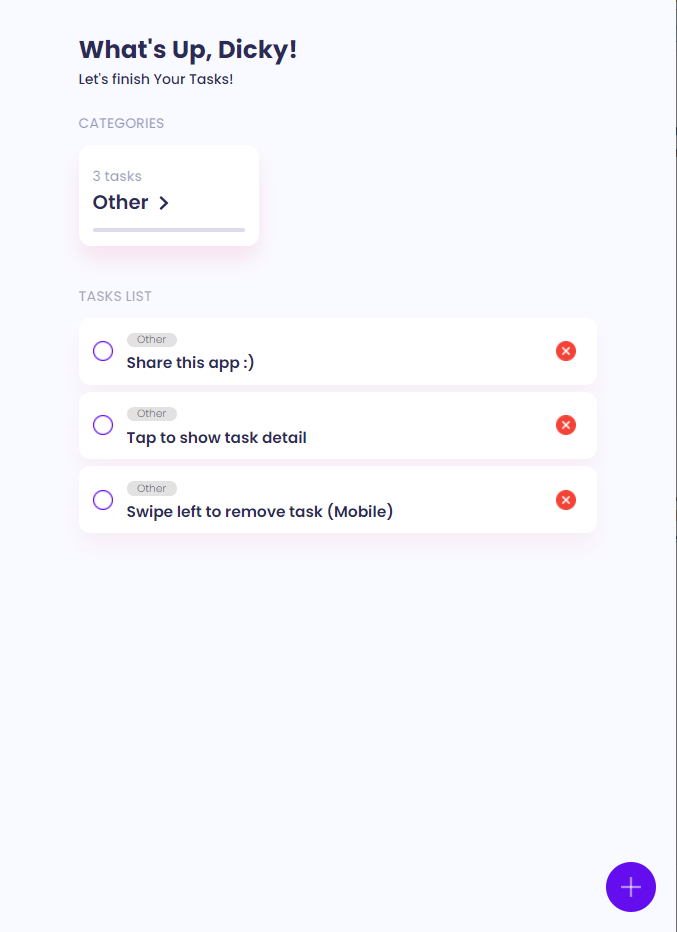 What's Up, Dicky!
Let's finish Your Tasks!
CATEGORIES
3 tasks
Other
TASKS LIST
Other
Share this app :)
Other
Tap to show task detail
Other
Swipe left to remove task (Mobile)